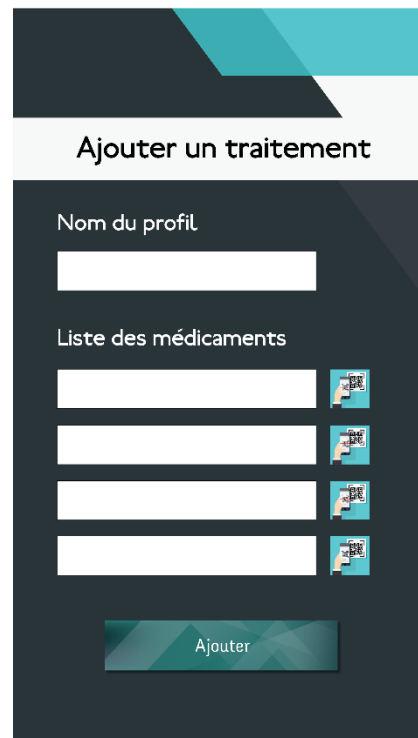 Ajouter un traitement
Nom du profil
Liste des médicaments
Ajouter